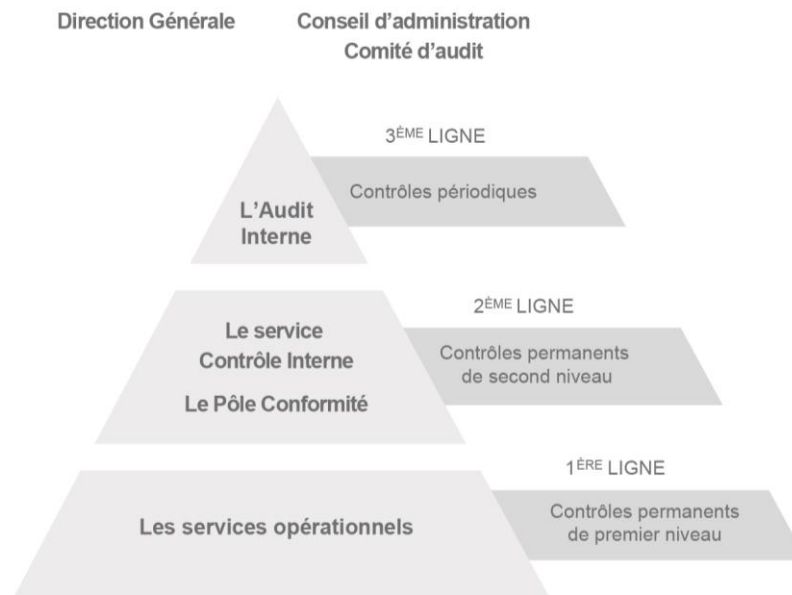 Direction Générale
Conseil d’administration
Comité d’audit
3ÈME LIGNE
Contrôles périodiques
L’Audit
Interne
2ÈME LIGNE
Le service
Contrôle Interne
Le Pôle Conformité
Contrôles permanents
de second niveau
1ÈRE LIGNE
Les services opérationnels
Contrôles permanents
de premier niveau